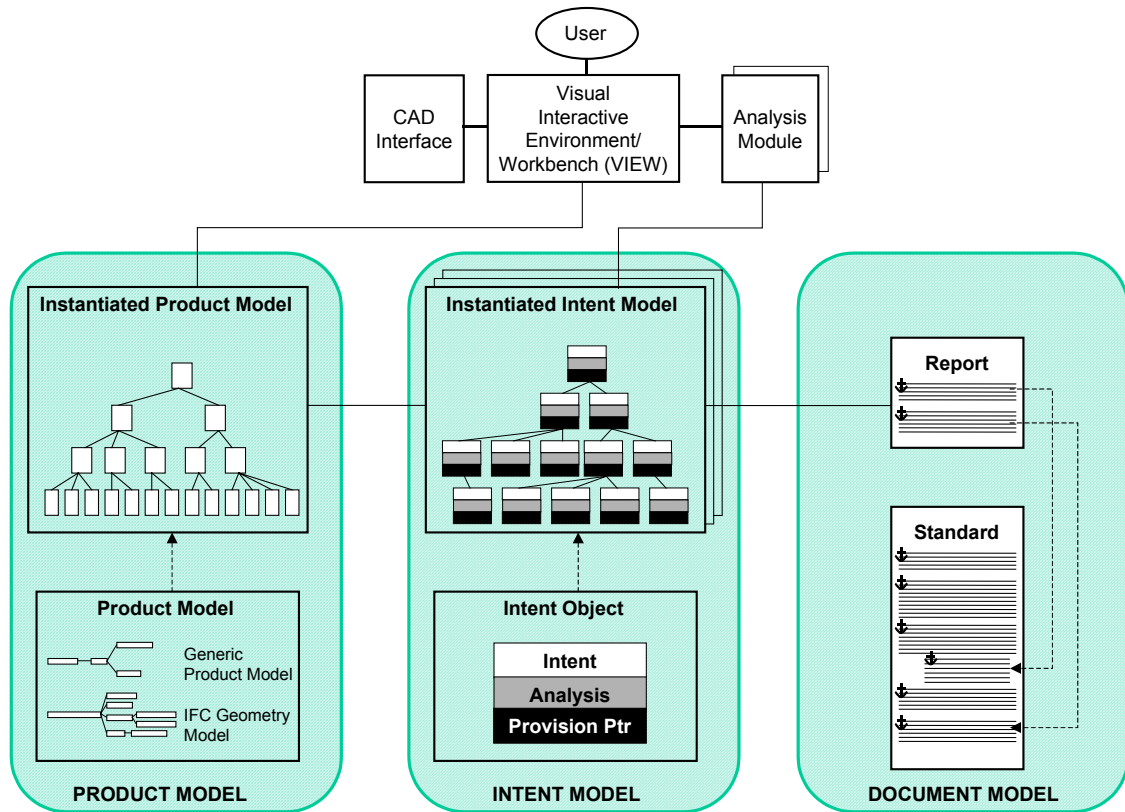 User
CAD
Interface
Visual
Interactive
Environment/
Workbench (VIEW)
Analysis
Module
Instantiated Product Model
Instantiated Intent Model
Report
Standard
Product Model
Generic
Product Model
IFC Geometry
Model
Intent Object
Intent
Analysis
Provision Ptr
PRODUCT MODEL
INTENT MODEL
DOCUMENT MODEL